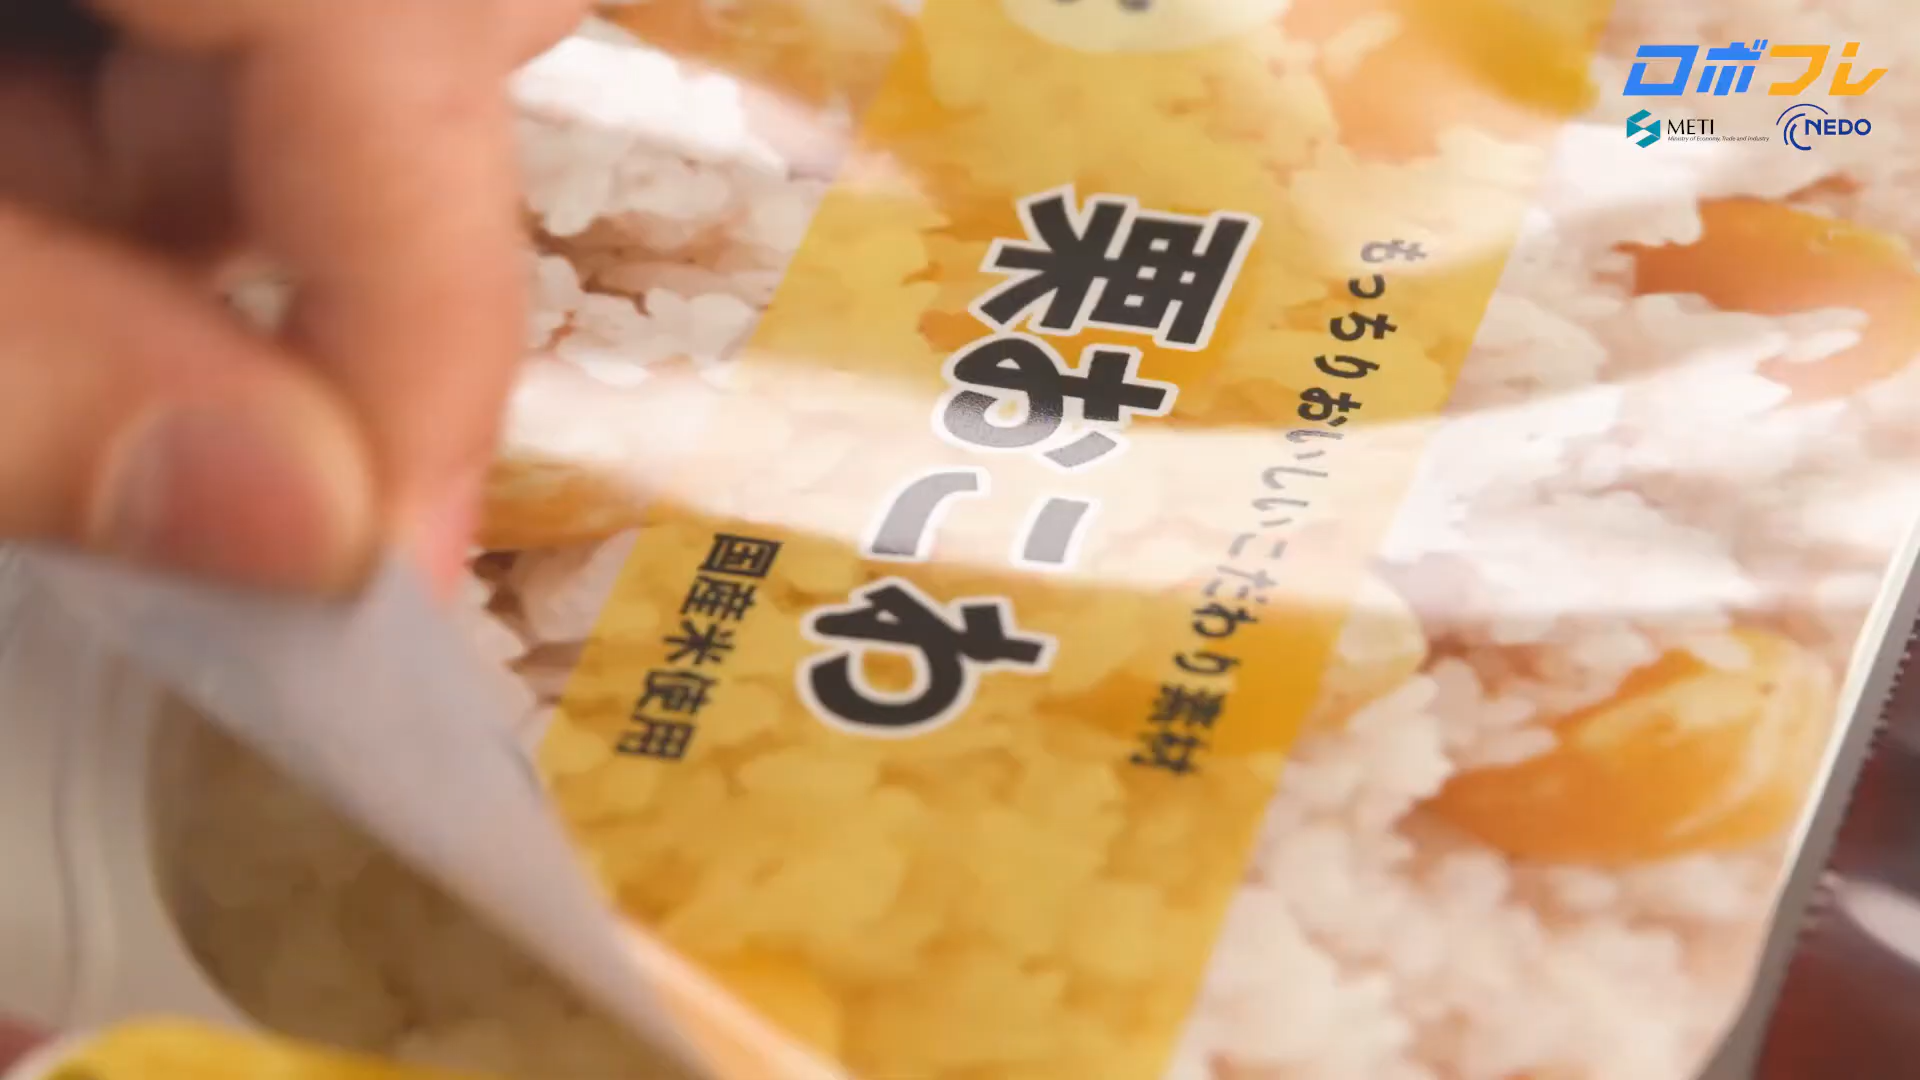 ロボフレ
METI
Ministry of Economy, Trade and Industry
NEDO
もっちりおいしいこだわり素材
栗おこわ
国産米使用